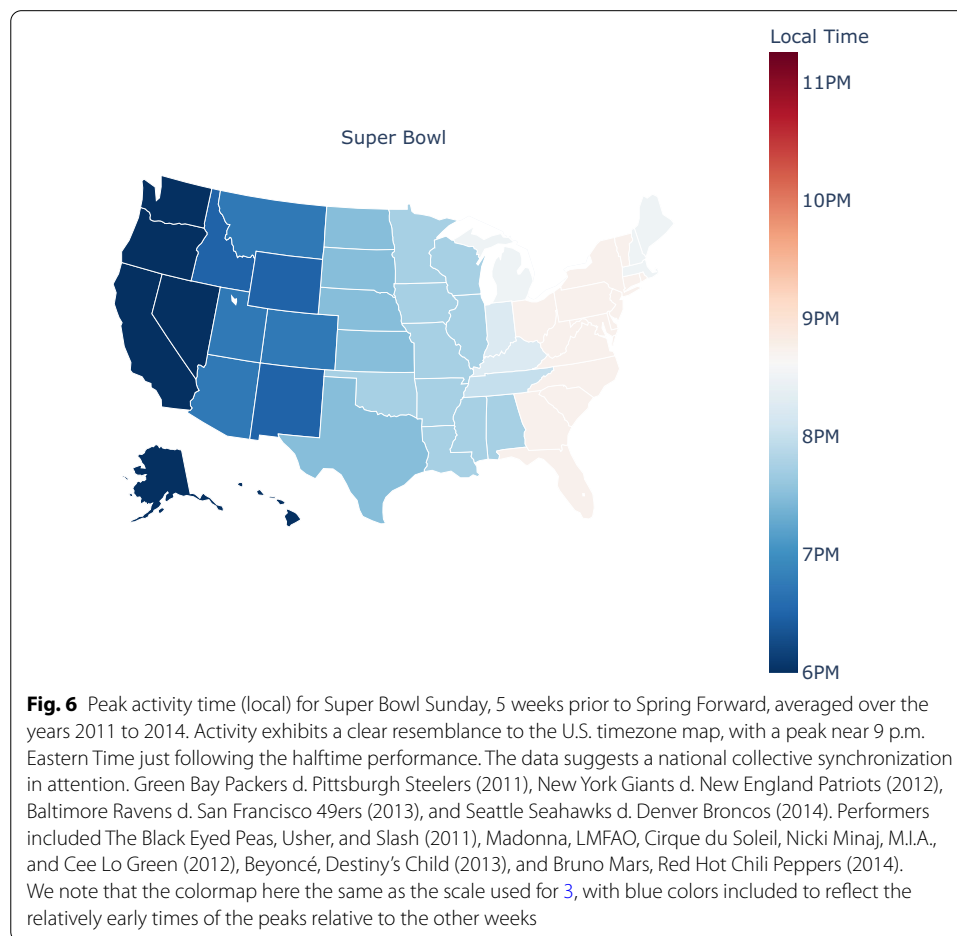 Local Time
11PM
Super Bowl
10PM
9PM
8PM
7PM
6PM
Fig. 6 Peak activity time (local) for Super Bowl Sunday, 5 weeks prior to Spring Forward, averaged over the
years 2011 to 2014. Activity exhibits a clear resemblance to the U.S. timezone map, with a peak near 9 p.m.
Eastern Time just following the halftime performance. The data suggests a national collective synchronization
in attention. Green Bay Packers d. Pittsburgh Steelers (2011), New York Giants d. New England Patriots (2012),
Baltimore Ravens d. San Francisco 49ers (2013), and Seattle Seahawks d. Denver Broncos (2014). Performers
included The Black Eyed Peas, Usher, and Slash (2011), Madonna, LMFAO, Cirque du Soleil, Nicki Minaj, M.I.A.,
and Cee Lo Green (2012), Beyoncé, Destiny's Child (2013), and Bruno Mars, Red Hot Chili Peppers (2014).
We note that the colormap here the same as the scale used for 3, with blue colors included to reflect the
relatively early times of the peaks relative to the other weeks